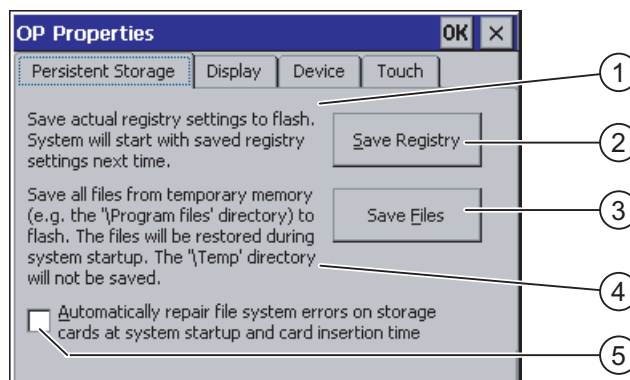 OP Properties OK ×
Persistent Storage Display Device Touch
1
Save actual registry settings to flash.
System will start with saved registry
settings next time.
Save Registry
2
Save all files from temporary memory
(e.g. the '\Program files' directory) to
flash. The files will be restored during
system startup. The '\Temp' directory
will not be saved.
Save Files
3
4
Automatically repair file system errors on storage
cards at system startup and card insertion time
5